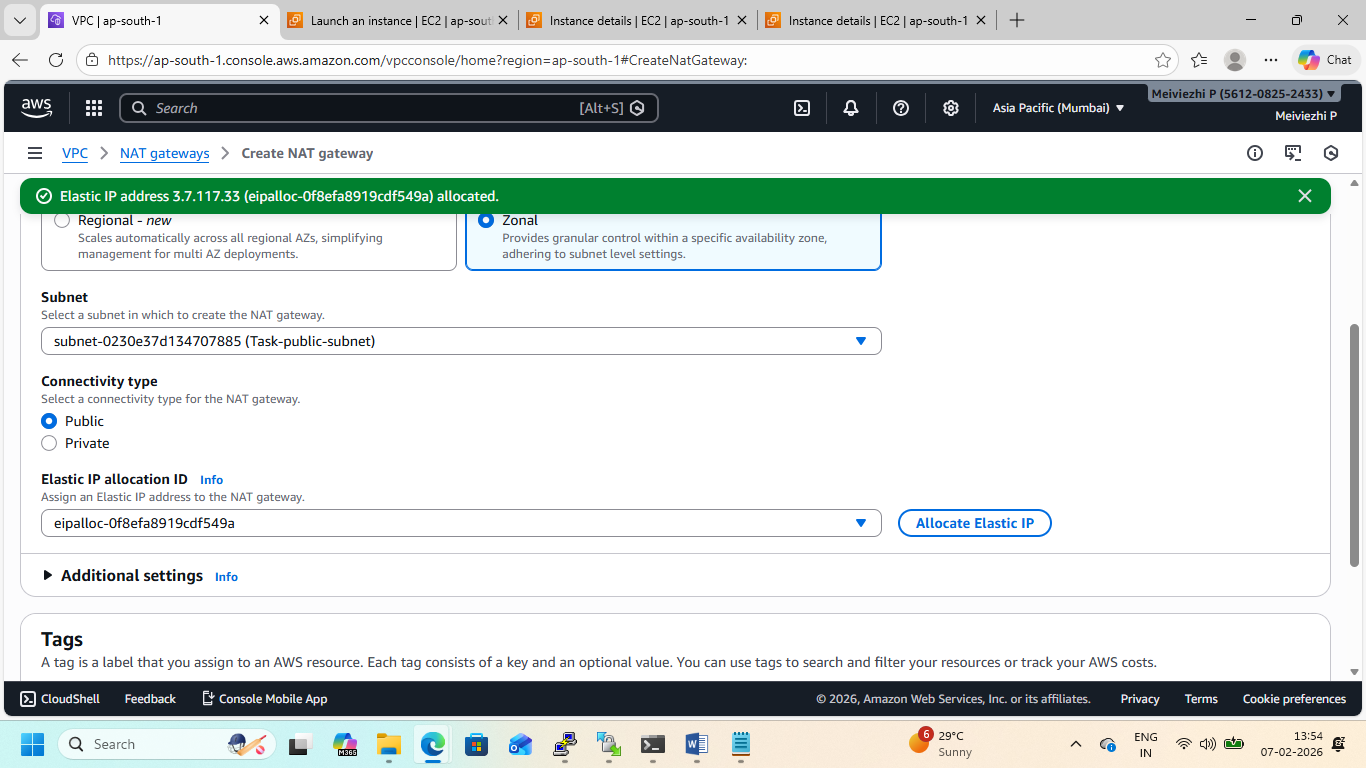 VPC | ap-south-1
Launch an instance | EC2 | ap-sout
Instance details | EC2 | ap-south-1
Instance details | EC2 | ap-south-1
https://ap-south-1.console.aws.amazon.com/vpcconsole/home?region=ap-south-1#CreateNatGateway:
Chat
aws
Search
[Alt+S]
Asia Pacific (Mumbai)
Meiviezhi P (5612-0825-2433)
Meiviezhi P
VPC
NAT gateways
Create NAT gateway
Elastic IP address 3.7.117.33 (eipalloc-0f8efa8919cdf549a) allocated.
Regional - new
Scales automatically across all regional AZs, simplifying
management for multi AZ deployments.
Zonal
Provides granular control within a specific availability zone,
adhering to subnet level settings.
Subnet
Select a subnet in which to create the NAT gateway.
subnet-0230e37d134707885 (Task-public-subnet)
Connectivity type
Select a connectivity type for the NAT gateway.
Public
Private
Elastic IP allocation ID Info
Assign an Elastic IP address to the NAT gateway.
eipalloc-0f8efa8919cdf549a
Allocate Elastic IP
Additional settings Info
Tags
A tag is a label that you assign to an AWS resource. Each tag consists of a key and an optional value. You can use tags to search and filter your resources or track your AWS costs.
CloudShell
Feedback
Console Mobile App
© 2026, Amazon Web Services, Inc. or its affiliates.
Privacy
Terms
Cookie preferences
Search
M365
6
29°C
Sunny
ENG
IN
13:54
07-02-2026